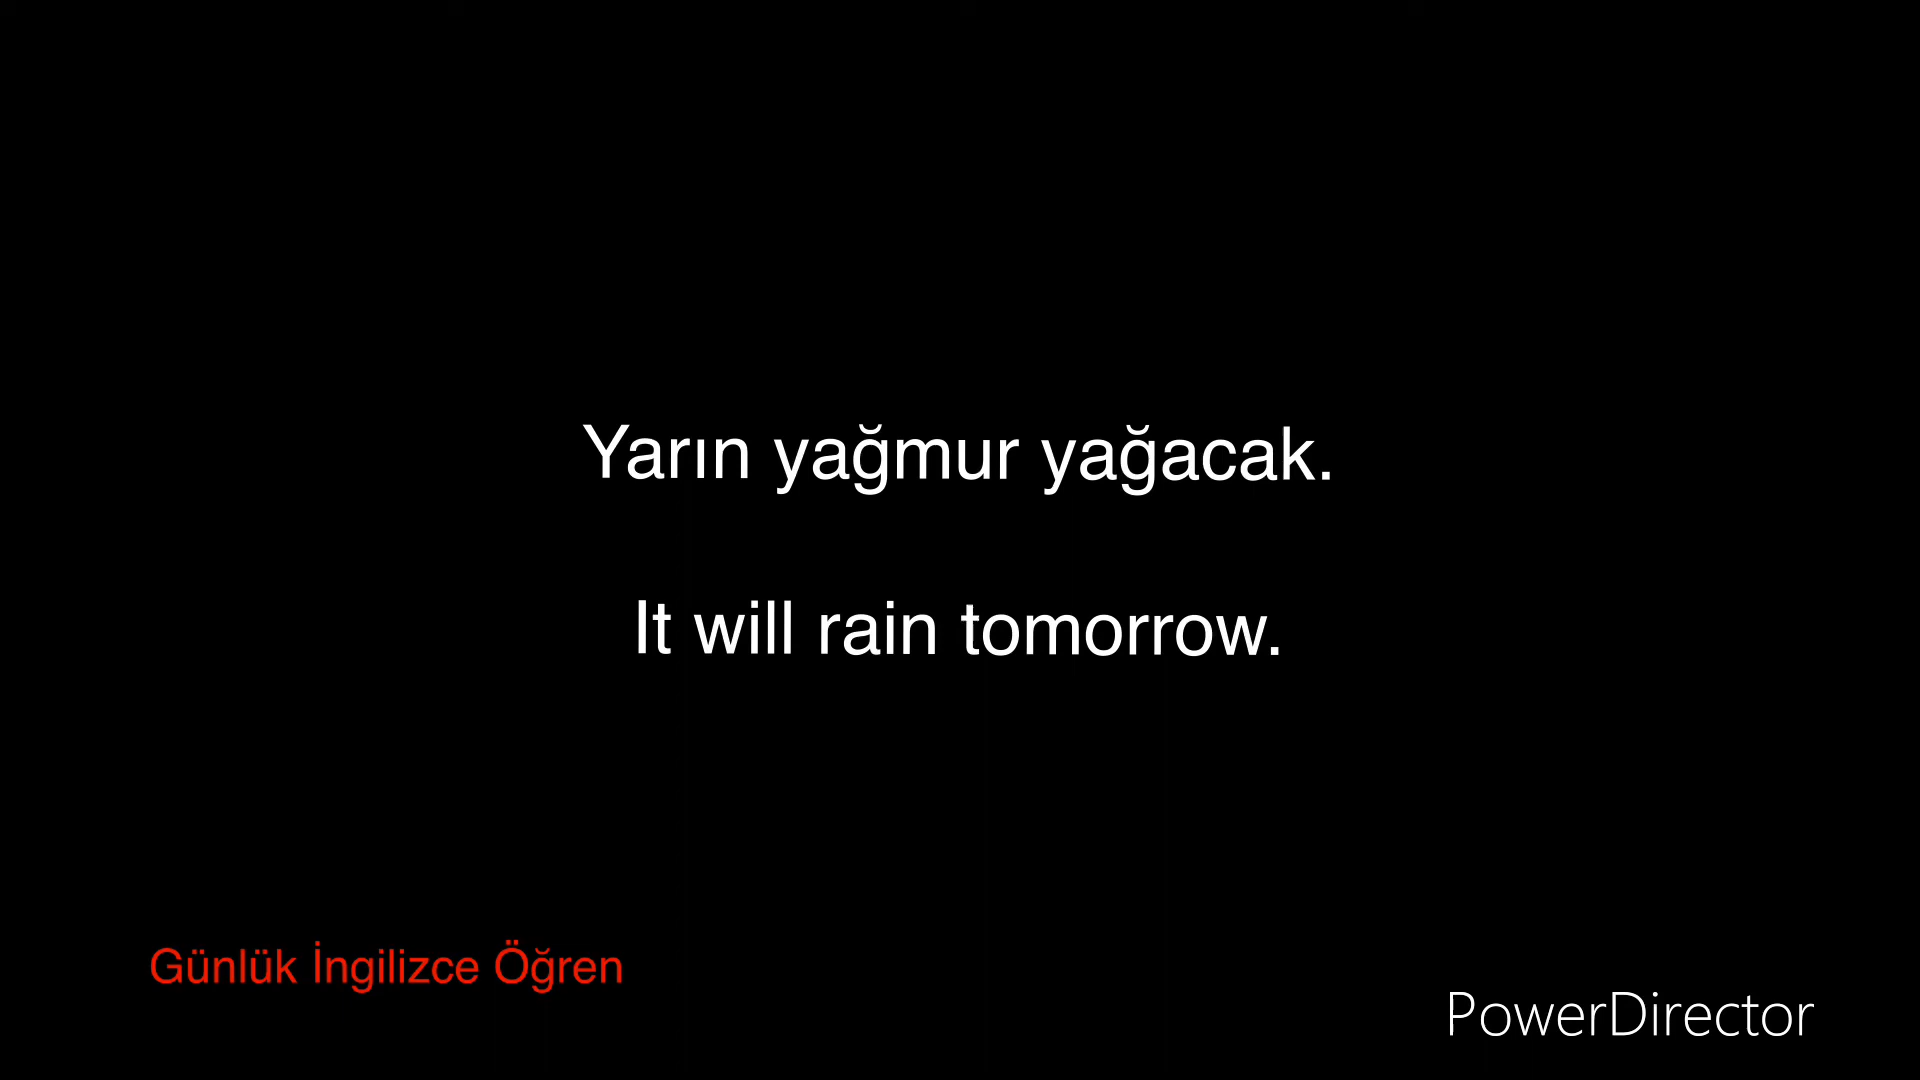 Yarın yağmur yağacak.
It will rain tomorrow.
Günlük İngilizce Öğren
PowerDirector